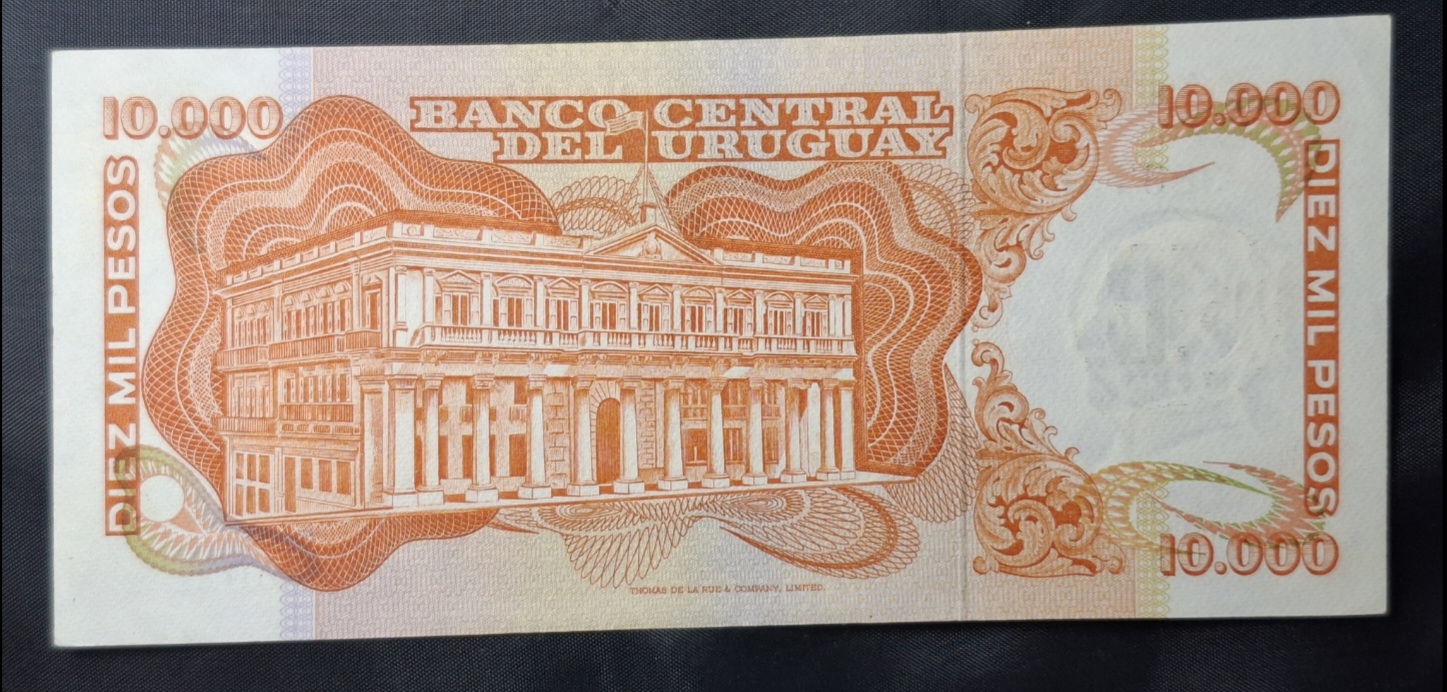 10.000
BANCO CENTRAL
DEL URUGUAY
10.000
DIEZ MIL PESOS
DIEZ MIL PESOS
10.000
THOMAS DE LA RUE & COMPANY, LIMITED.